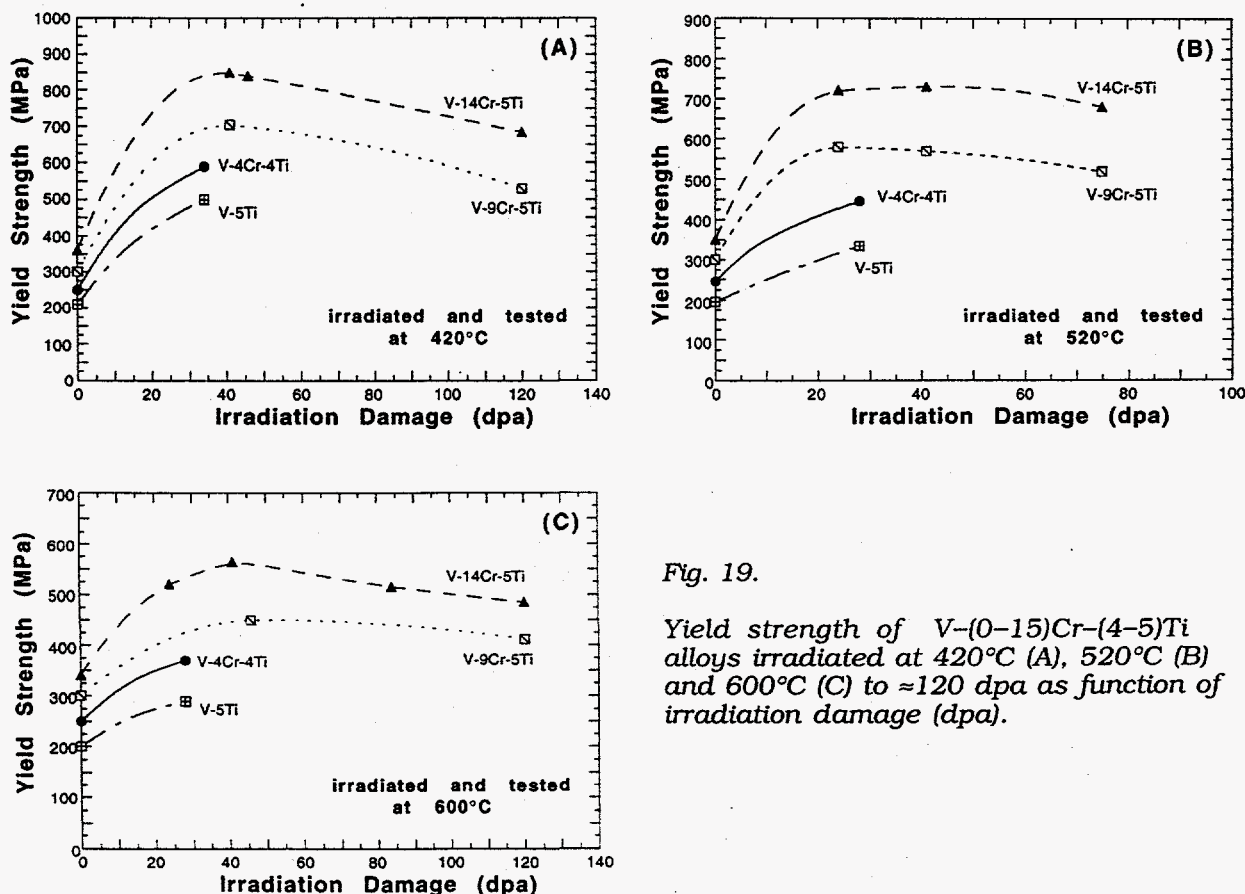 (A)
1000
900
800
700
600
500
400
300
200
100
0
Yield Strength (MPa)
V-14Cr-5Ti
V-4Cr-4Ti
V-5Ti
V-9Cr-5Ti
irradiated and tested
at 420°C
0 20 40 60 80 100 120 140
Irradiation Damage (dpa)
(B)
900
800
700
600
500
400
300
200
100
0
Yield Strength (MPa)
V-14Cr-5Ti
V-4Cr-4Ti
V-9Cr-5Ti
V-5Ti
irradiated and tested
at 520°C
0 20 40 60 80 100
Irradiation Damage (dpa)
(C)
700
600
500
400
300
200
100
0
Yield Strength (MPa)
V-14Cr-5Ti
V-4Cr-4Ti
V-9Cr-5Ti
V-5Ti
irradiated and tested
at 600°C
0 20 40 60 80 100 120 140
Irradiation Damage (dpa)
Fig. 19.
Yield strength of V–(0–15)Cr–(4–5)Ti
alloys irradiated at 420°C (A), 520°C (B)
and 600°C (C) to ≈120 dpa as function of
irradiation damage (dpa).